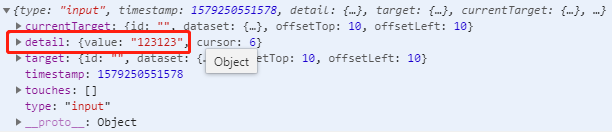 ▼ {type: "input", timestamp: 1579250551578, detail: {…}, target: {…}, currentTarget: {…}, …}
▶ currentTarget: {id: "", dataset: {…}, offsetTop: 10, offsetLeft: 10}
▶ detail: {value: "123123", cursor: 6}
▶ target: {id: "", dataset: {… setTop: 10, offsetLeft: 10}
Object
timestamp: 1579250551578
▶ touches: []
type: "input"
▶ __proto__: Object